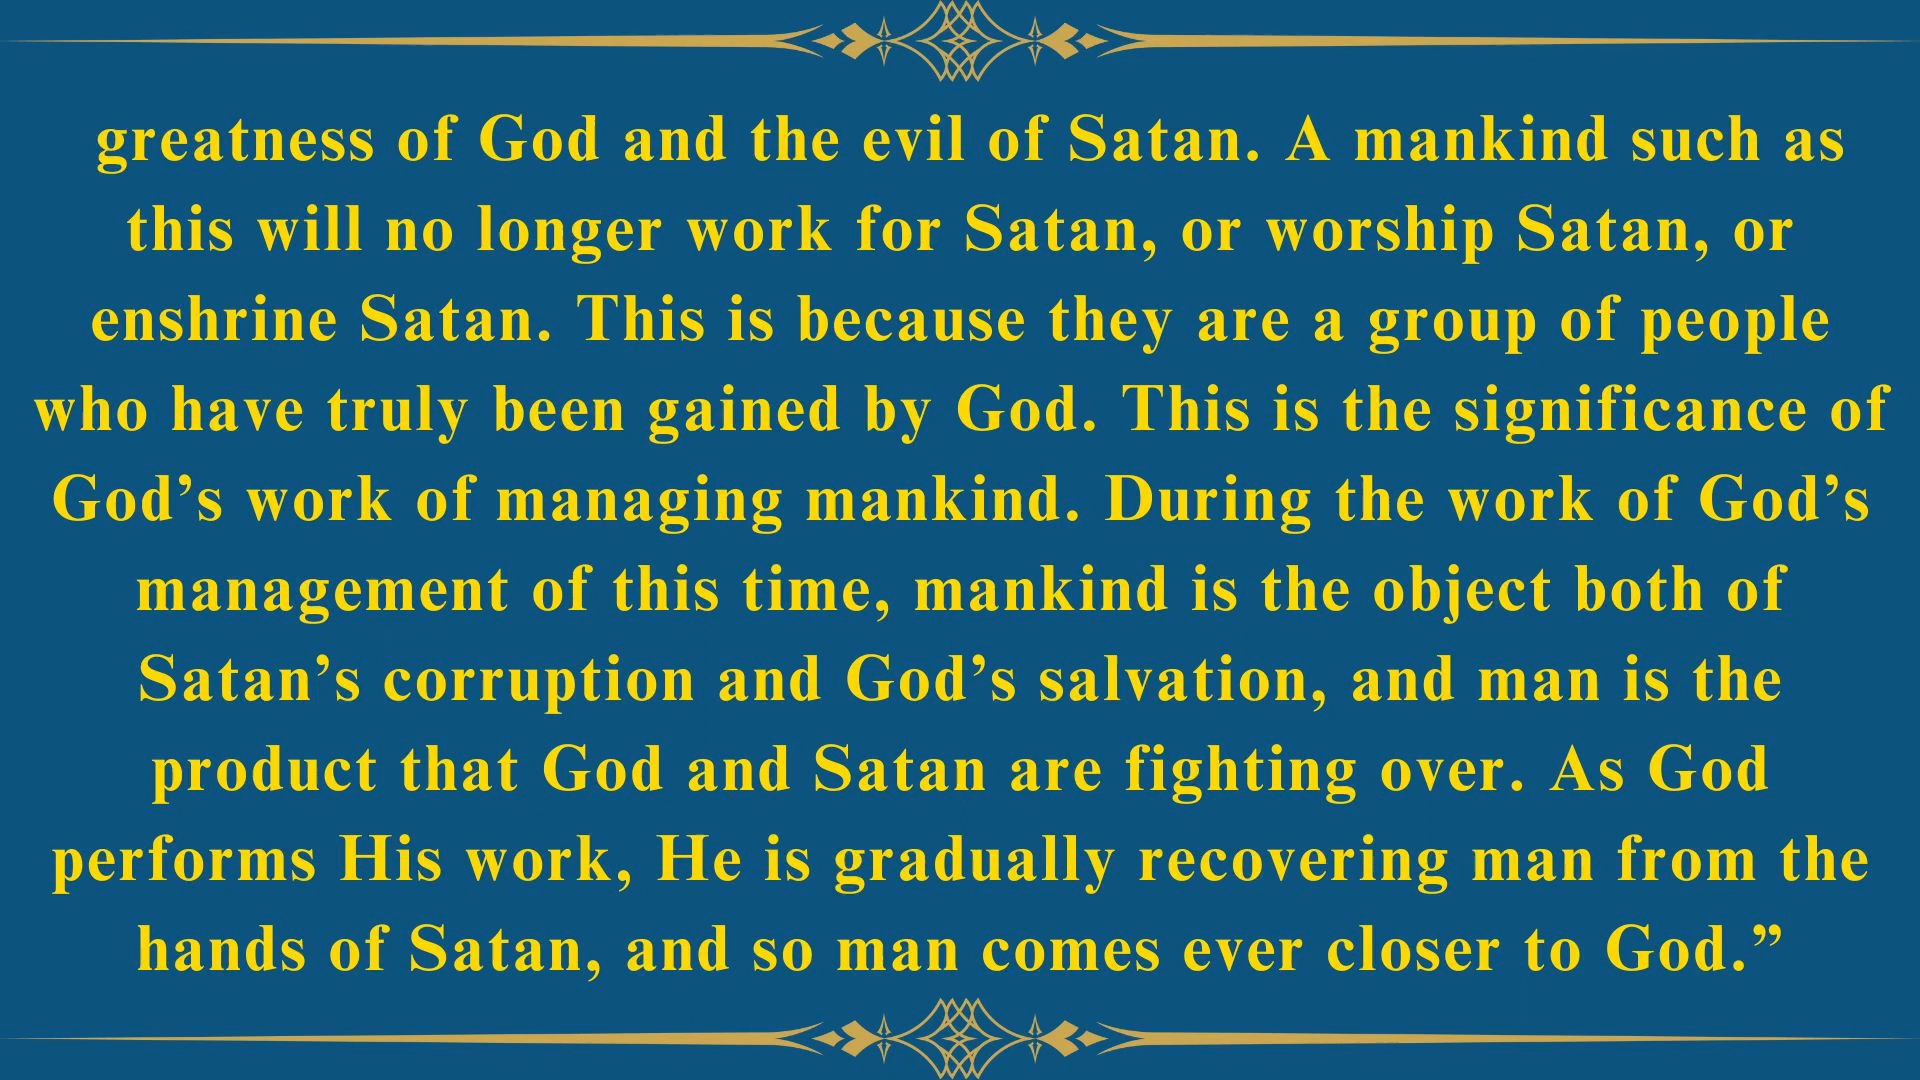 greatness of God and the evil of Satan. A mankind such as
this will no longer work for Satan, or worship Satan, or
enshrine Satan. This is because they are a group of people
who have truly been gained by God. This is the significance of
God’s work of managing mankind. During the work of God’s
management of this time, mankind is the object both of
Satan’s corruption and God’s salvation, and man is the
product that God and Satan are fighting over. As God
performs His work, He is gradually recovering man from the
hands of Satan, and so man comes ever closer to God.”